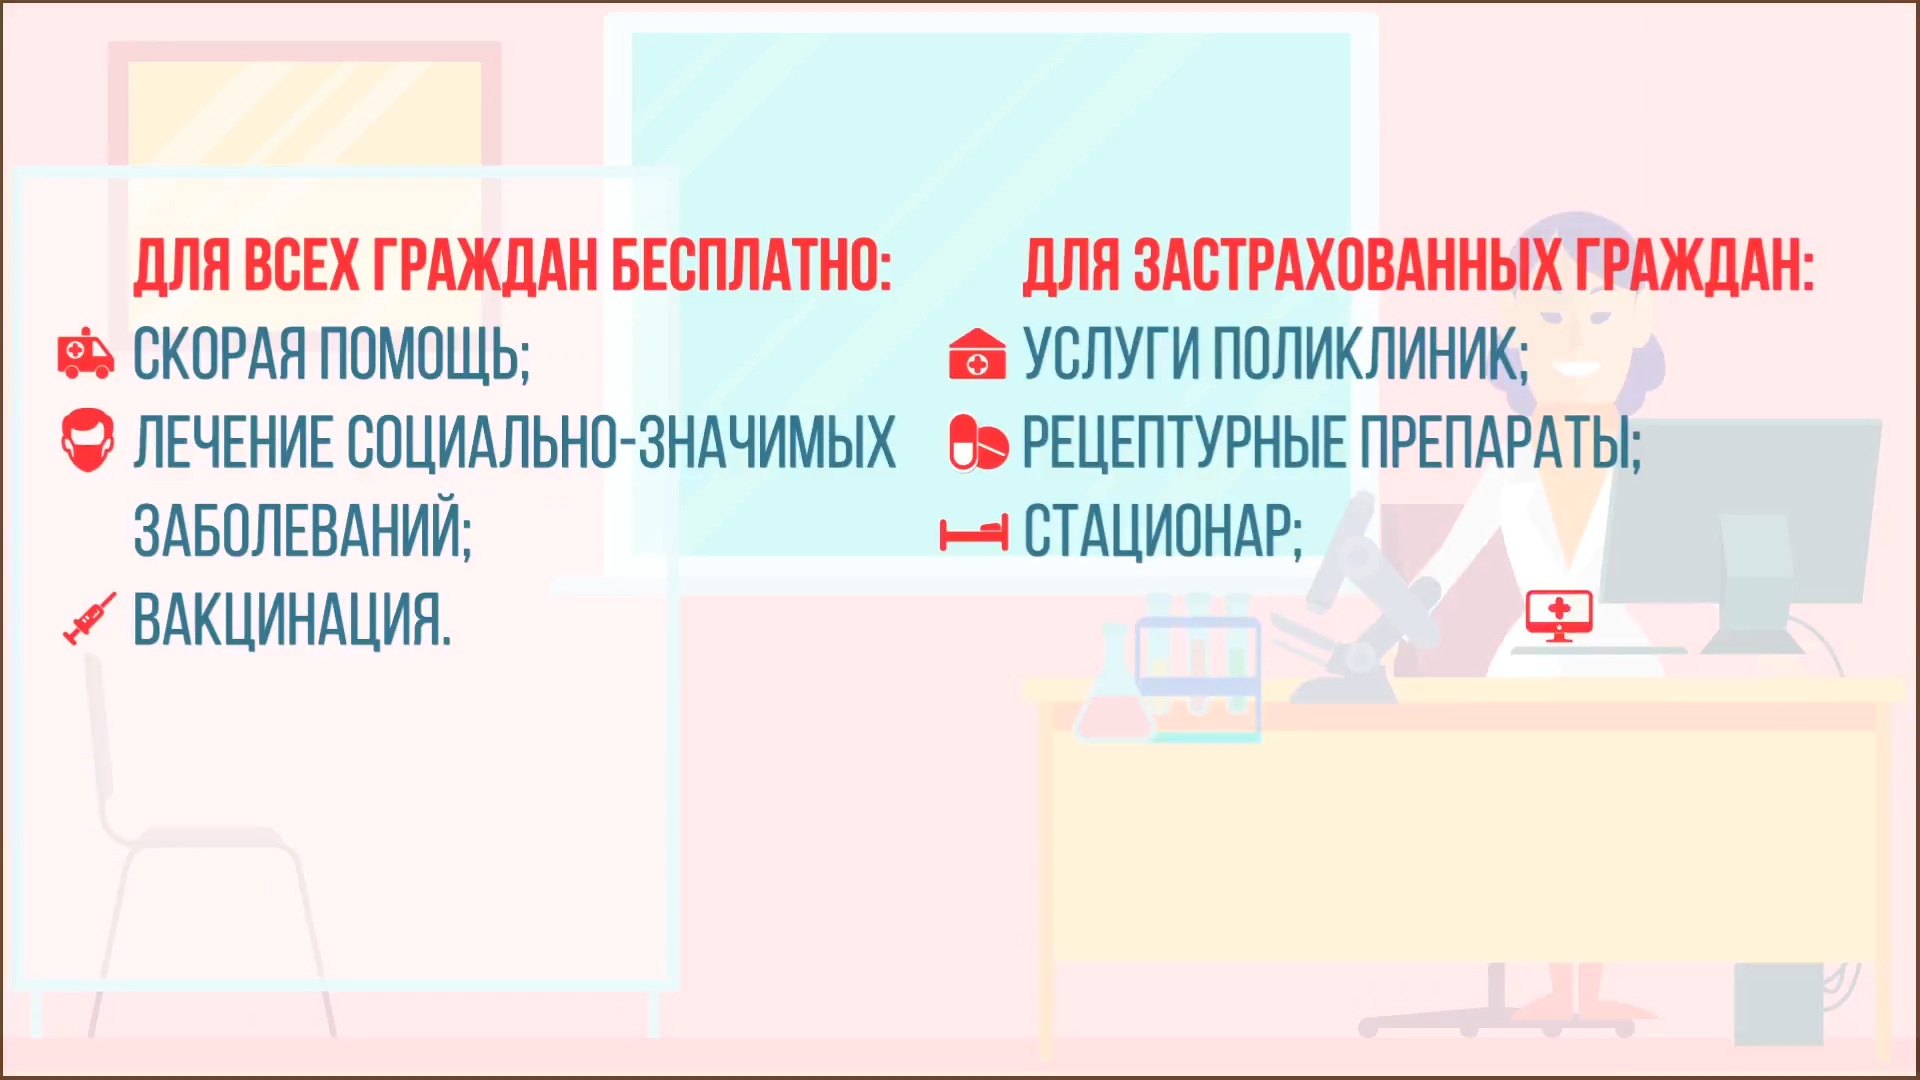 ДЛЯ ВСЕХ ГРАЖДАН БЕСПЛАТНО:
СКОРАЯ ПОМОЩЬ;
ЛЕЧЕНИЕ СОЦИАЛЬНО-ЗНАЧИМЫХ
ЗАБОЛЕВАНИЙ;
ВАКЦИНАЦИЯ.
ДЛЯ ЗАСТРАХОВАННЫХ ГРАЖДАН:
УСЛУГИ ПОЛИКЛИНИК;
РЕЦЕПТУРНЫЕ ПРЕПАРАТЫ;
СТАЦИОНАР;